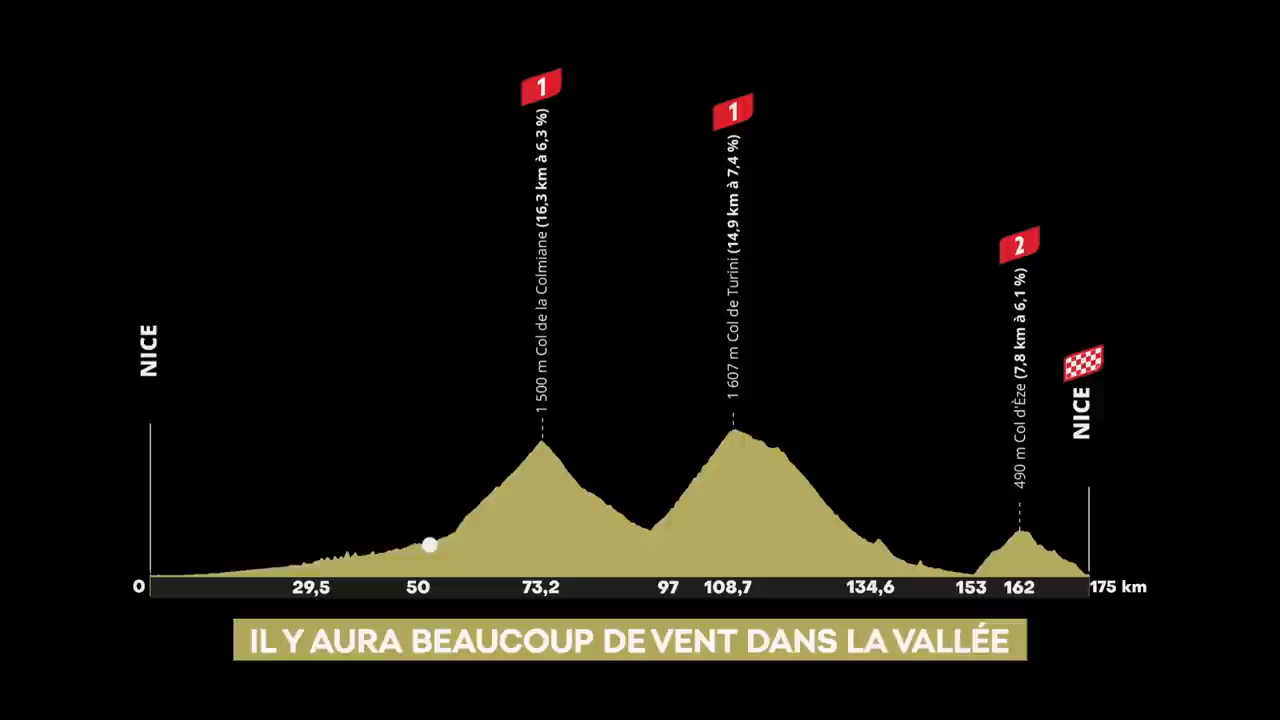 1
1 500 m Col de la Colmiane (16,3 km à 6,3 %)
1
1 607 m Col de Turini (14,9 km à 7,4 %)
2
490 m Col d'Èze (7,8 km à 6,1 %)
NICE
NICE
0 29,5 50 73,2 97 108,7 134,6 153 162 175 km
IL Y AURA BEAUCOUP DE VENT DANS LA VALLÉE